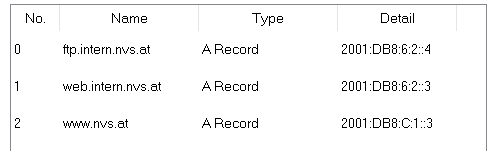 No. Name Type Detail
0 ftp.intern.nvs.at A Record 2001:DB8:6:2::4
1 web.intern.nvs.at A Record 2001:DB8:6:2::3
2 www.nvs.at A Record 2001:DB8:C:1::3